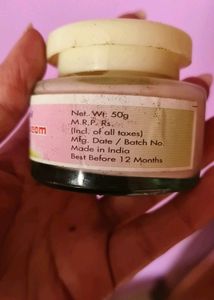 Net. Wt. 50g
M.R.P. Rs.
(Incl. of all taxes)
Mfg. Date / Batch No.
Made in India
Best Before 12 Months